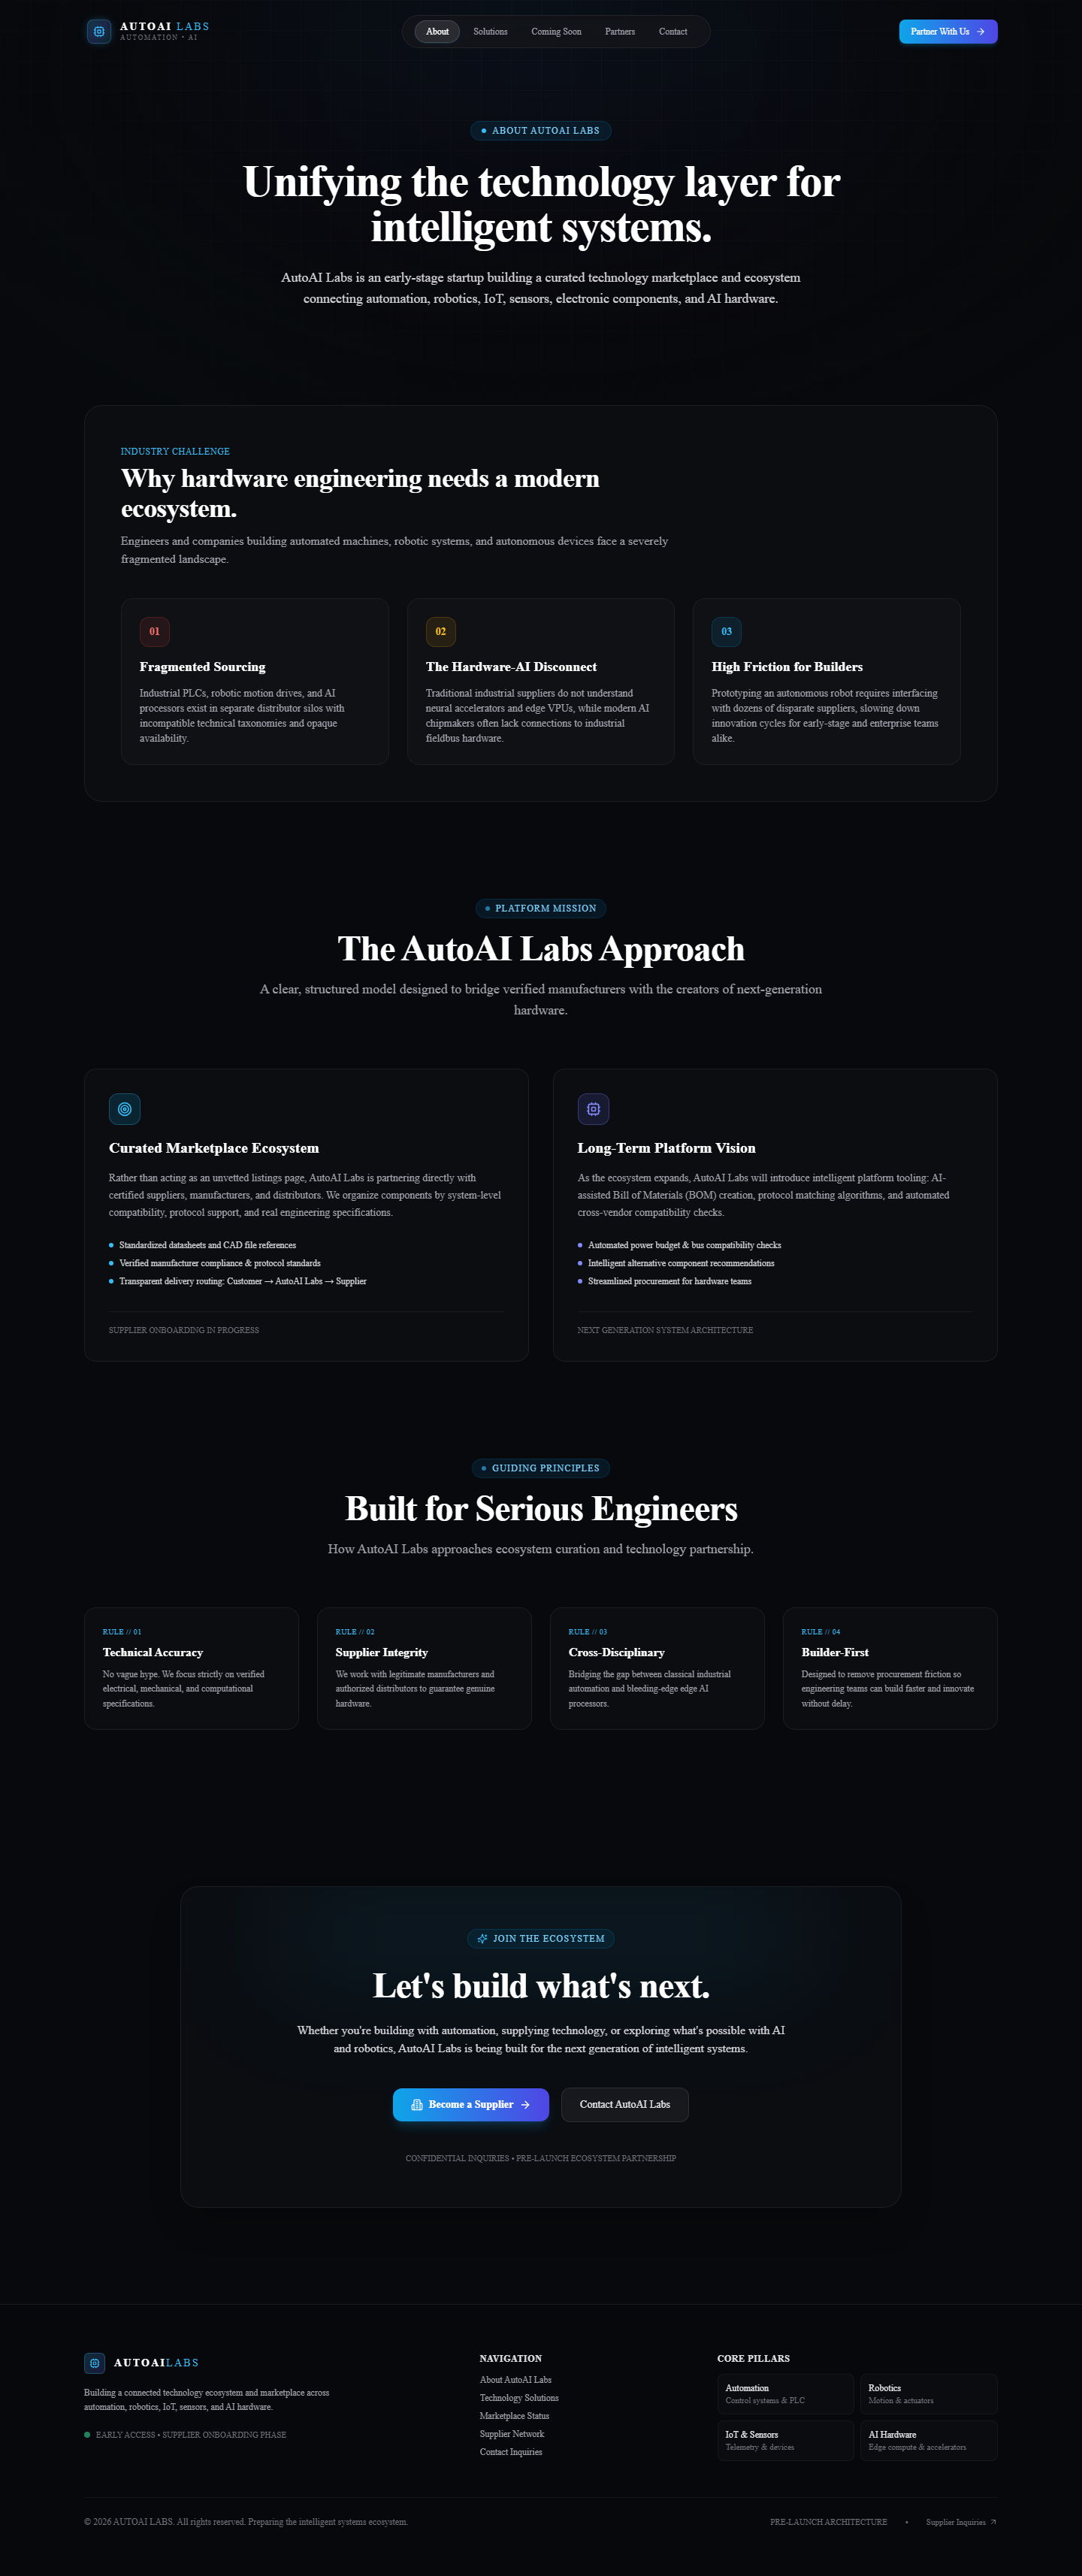 AUTOAI LABS
AUTOMATION • AI
About
Solutions
Coming Soon
Partners
Contact
Partner With Us
ABOUT AUTOAI LABS
Unifying the technology layer for
intelligent systems.
AutoAI Labs is an early-stage startup building a curated technology marketplace and ecosystem
connecting automation, robotics, IoT, sensors, electronic components, and AI hardware.
INDUSTRY CHALLENGE
Why hardware engineering needs a modern
ecosystem.
Engineers and companies building automated machines, robotic systems, and autonomous devices face a severely
fragmented landscape.
01
Fragmented Sourcing
Industrial PLCs, robotic motion drives, and AI
processors exist in separate distributor silos with
incompatible technical taxonomies and opaque
availability.
02
The Hardware-AI Disconnect
Traditional industrial suppliers do not understand
neural accelerators and edge VPUs, while modern AI
chipmakers often lack connections to industrial
fieldbus hardware.
03
High Friction for Builders
Prototyping an autonomous robot requires interfacing
with dozens of disparate suppliers, slowing down
innovation cycles for early-stage and enterprise teams
alike.
PLATFORM MISSION
The AutoAI Labs Approach
A clear, structured model designed to bridge verified manufacturers with the creators of next-generation
hardware.
Curated Marketplace Ecosystem
Rather than acting as an unvetted listings page, AutoAI Labs is partnering directly with
certified suppliers, manufacturers, and distributors. We organize components by system-level
compatibility, protocol support, and real engineering specifications.
Standardized datasheets and CAD file references
Verified manufacturer compliance & protocol standards
Transparent delivery routing: Customer → AutoAI Labs → Supplier
SUPPLIER ONBOARDING IN PROGRESS
Long-Term Platform Vision
As the ecosystem expands, AutoAI Labs will introduce intelligent platform tooling: AI-
assisted Bill of Materials (BOM) creation, protocol matching algorithms, and automated
cross-vendor compatibility checks.
Automated power budget & bus compatibility checks
Intelligent alternative component recommendations
Streamlined procurement for hardware teams
NEXT GENERATION SYSTEM ARCHITECTURE
GUIDING PRINCIPLES
Built for Serious Engineers
How AutoAI Labs approaches ecosystem curation and technology partnership.
RULE // 01
Technical Accuracy
No vague hype. We focus strictly on verified
electrical, mechanical, and computational
specifications.
RULE // 02
Supplier Integrity
We work with legitimate manufacturers and
authorized distributors to guarantee genuine
hardware.
RULE // 03
Cross-Disciplinary
Bridging the gap between classical industrial
automation and bleeding-edge edge AI
processors.
RULE // 04
Builder-First
Designed to remove procurement friction so
engineering teams can build faster and innovate
without delay.
JOIN THE ECOSYSTEM
Let's build what's next.
Whether you're building with automation, supplying technology, or exploring what's possible with AI
and robotics, AutoAI Labs is being built for the next generation of intelligent systems.
Become a Supplier
Contact AutoAI Labs
CONFIDENTIAL INQUIRIES • PRE-LAUNCH ECOSYSTEM PARTNERSHIP
AUTOAILABS
Building a connected technology ecosystem and marketplace across
automation, robotics, IoT, sensors, and AI hardware.
EARLY ACCESS • SUPPLIER ONBOARDING PHASE
NAVIGATION
About AutoAI Labs
Technology Solutions
Marketplace Status
Supplier Network
Contact Inquiries
CORE PILLARS
Automation
Control systems & PLC
Robotics
Motion & actuators
IoT & Sensors
Telemetry & devices
AI Hardware
Edge compute & accelerators
© 2026 AUTOAI LABS. All rights reserved. Preparing the intelligent systems ecosystem.
PRE-LAUNCH ARCHITECTURE
•
Supplier Inquiries